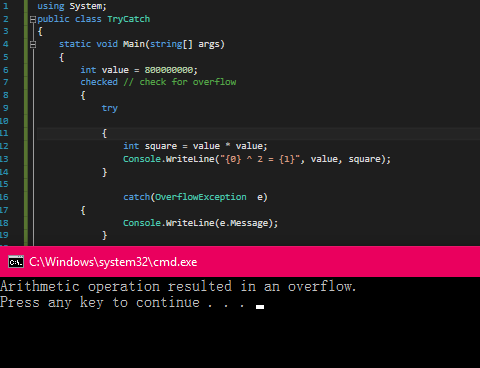 1 using System;
2 public class TryCatch
3 {
4 static void Main(string[] args)
5 {
6 int value = 800000000;
7 checked // check for overflow
8 {
9 try
10
11 {
12 int square = value * value;
13 Console.WriteLine("{0} ^ 2 = {1}", value, square);
14 }
15
16 catch(OverflowException e)
17 {
18 Console.WriteLine(e.Message);
19 }
C:\Windows\system32\cmd.exe
Arithmetic operation resulted in an overflow.
Press any key to continue . . .